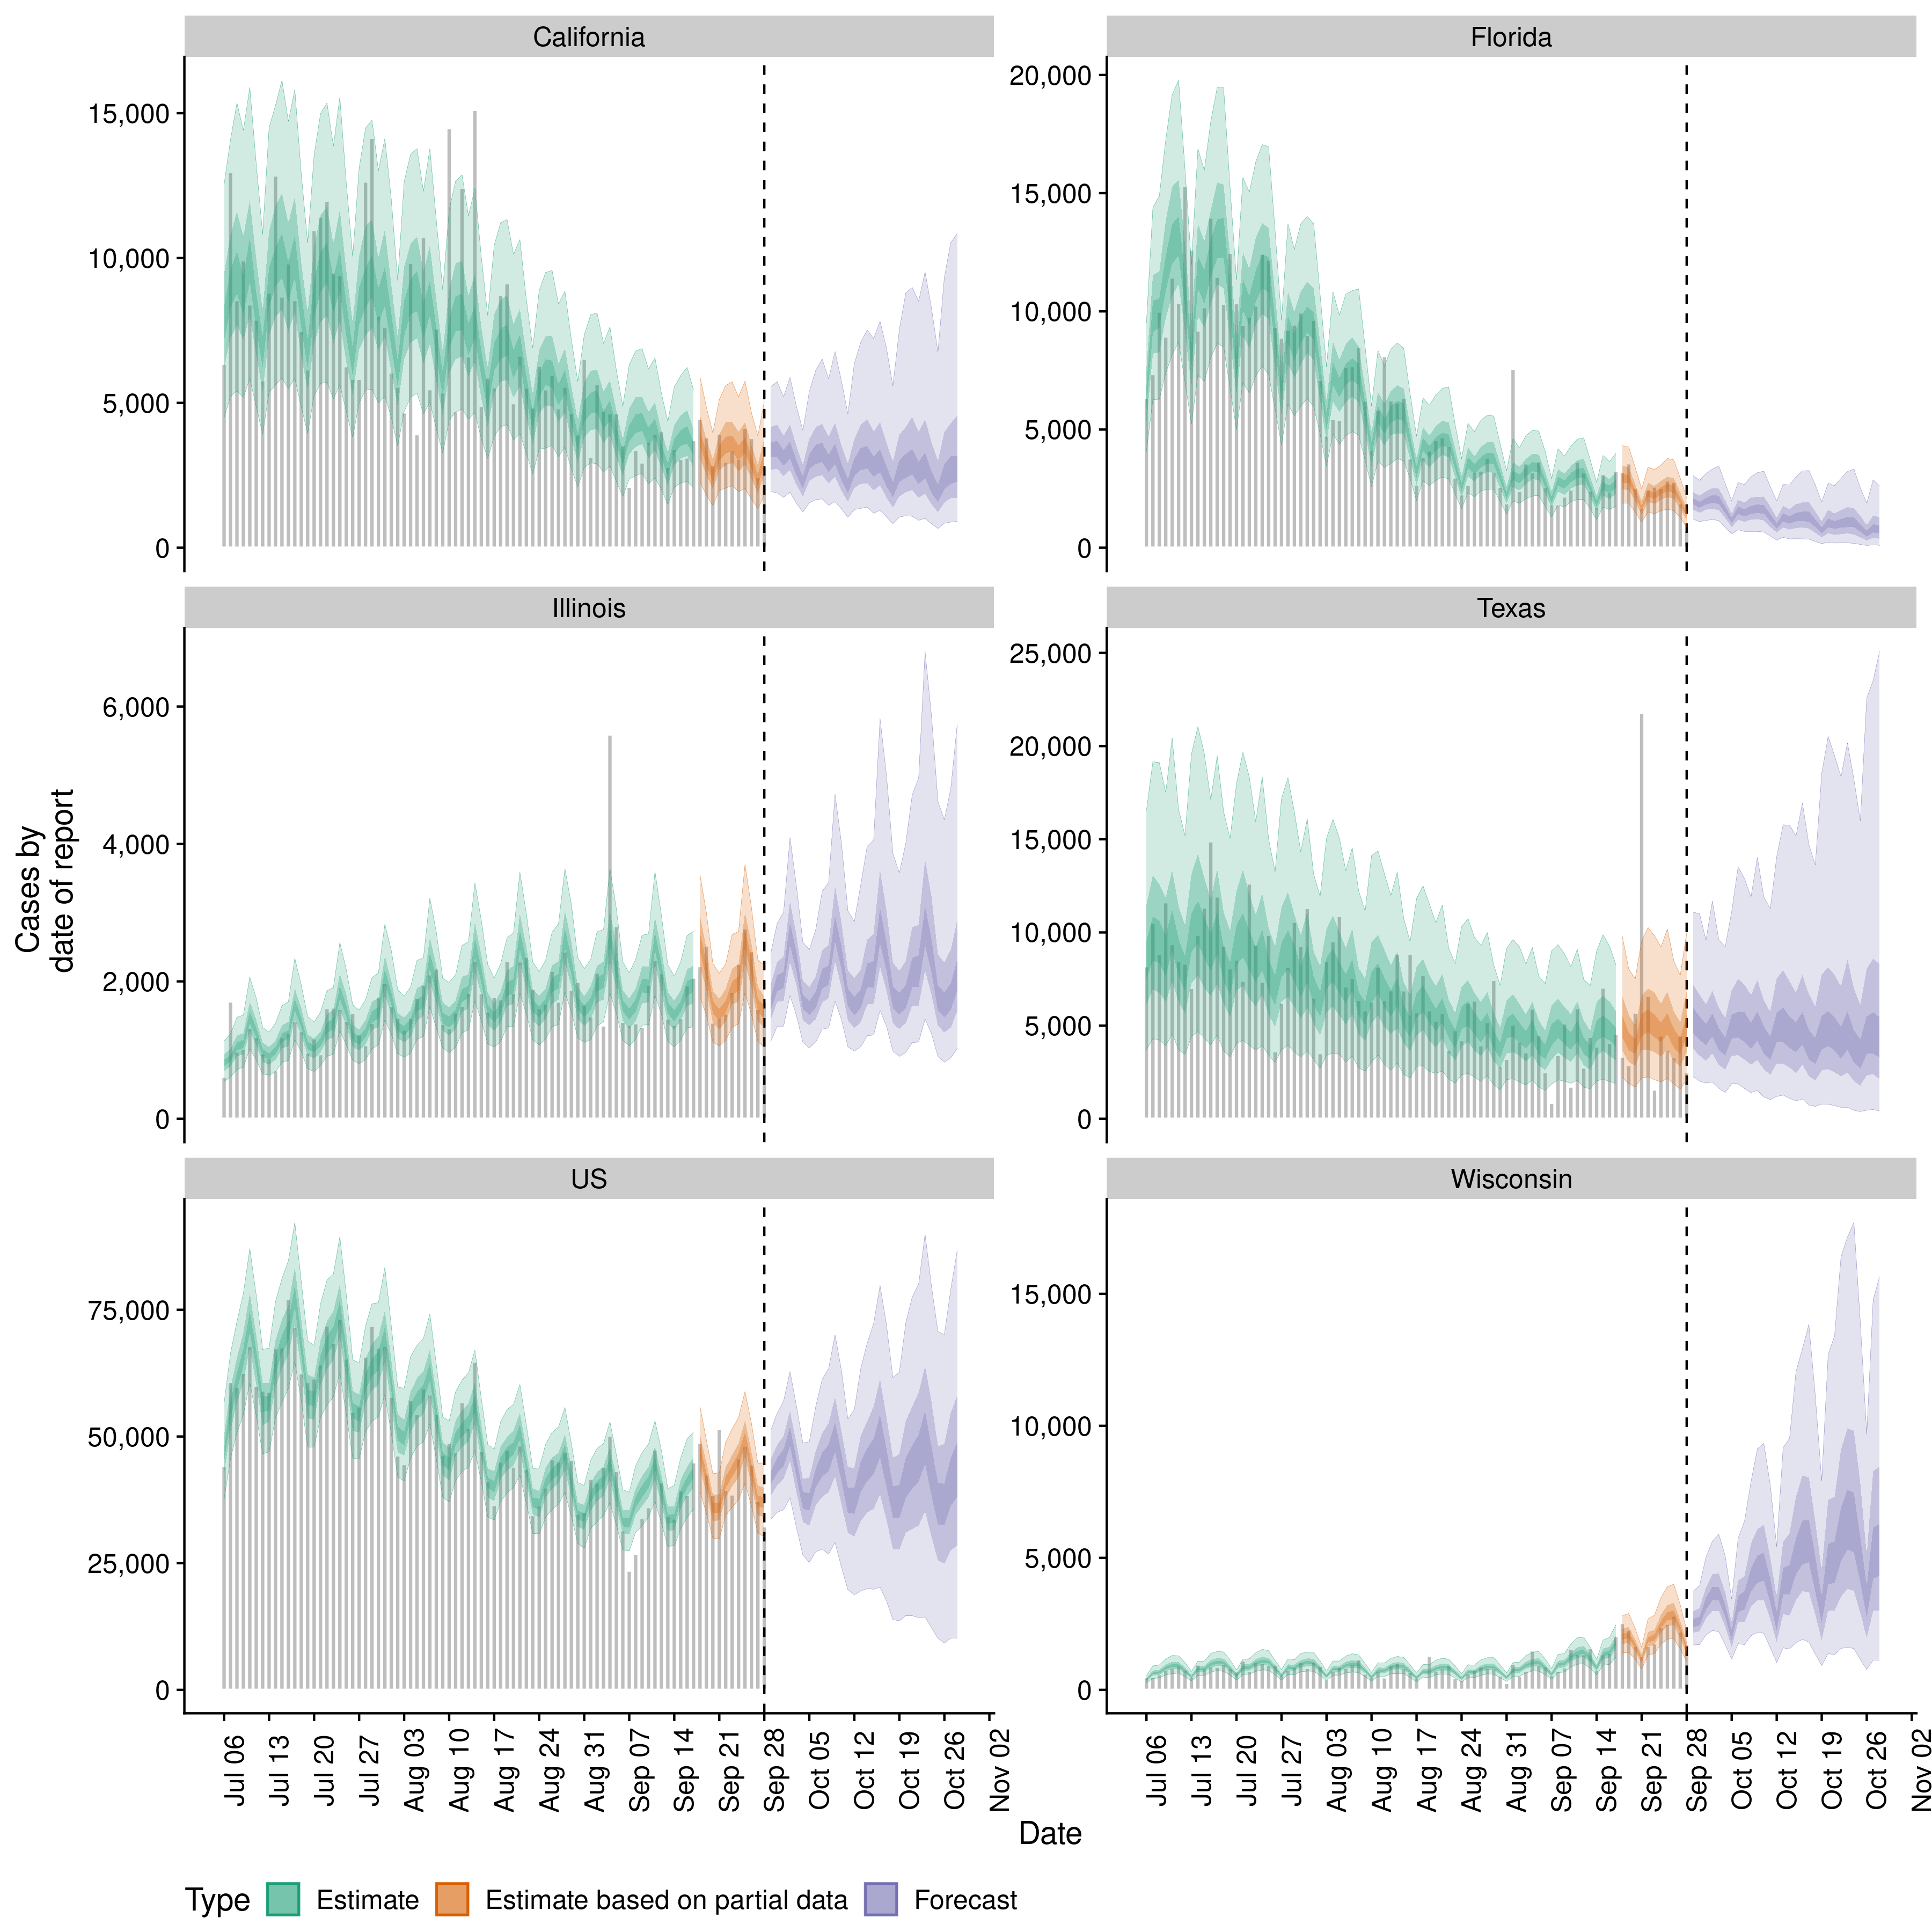 California
Florida
15,000
10,000
5,000
0
20,000
15,000
10,000
5,000
0
Illinois
Texas
6,000
4,000
2,000
0
25,000
20,000
15,000
10,000
5,000
0
Cases by
date of report
US
Wisconsin
75,000
50,000
25,000
0
15,000
10,000
5,000
0
Jul 06
Jul 13
Jul 20
Jul 27
Aug 03
Aug 10
Aug 17
Aug 24
Aug 31
Sep 07
Sep 14
Sep 21
Sep 28
Oct 05
Oct 12
Oct 19
Oct 26
Nov 02
Jul 06
Jul 13
Jul 20
Jul 27
Aug 03
Aug 10
Aug 17
Aug 24
Aug 31
Sep 07
Sep 14
Sep 21
Sep 28
Oct 05
Oct 12
Oct 19
Oct 26
Nov 02
Date
Type Estimate Estimate based on partial data Forecast